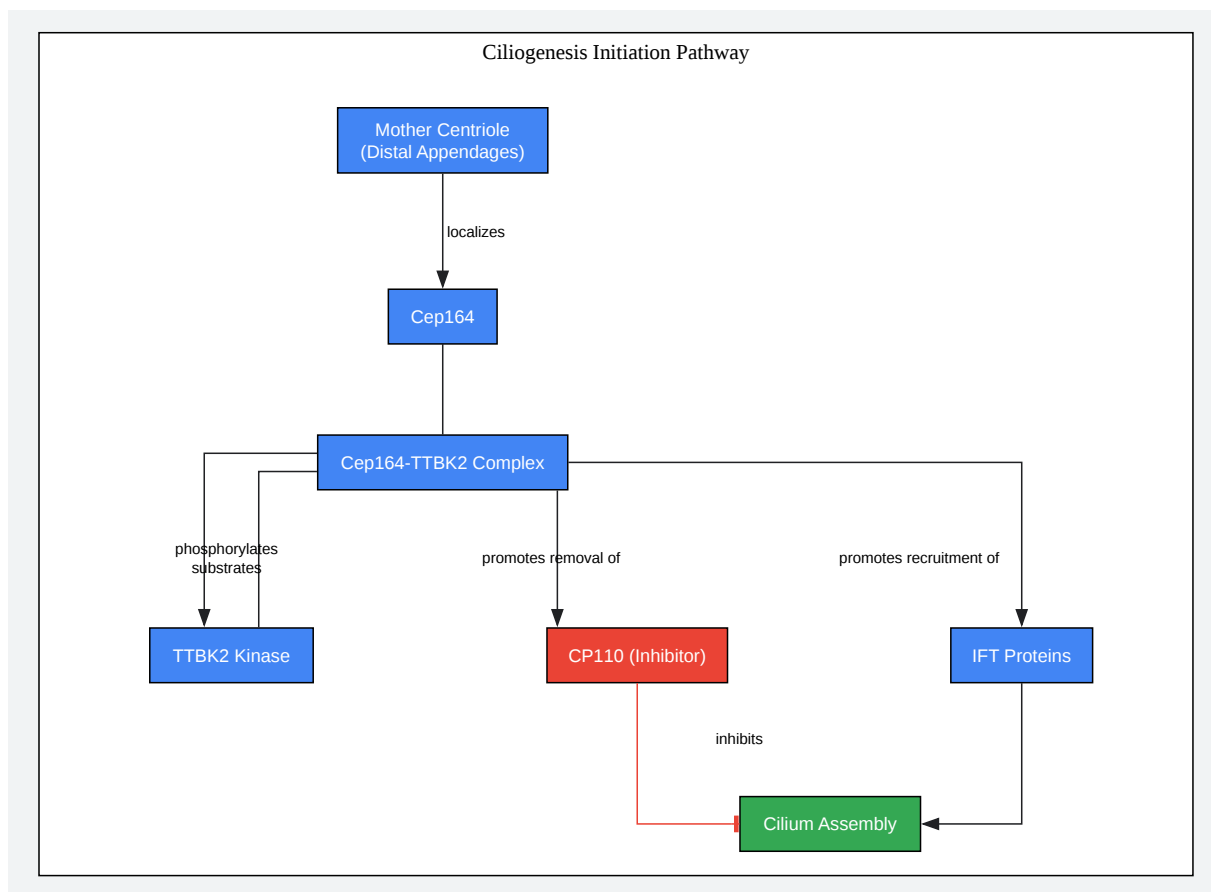 Ciliogenesis Initiation Pathway
Mother Centriole
(Distal Appendages)
localizes
Cep164
Cep164-TTBK2 Complex
phosphorylates
substrates
promotes removal of
promotes recruitment of
TTBK2 Kinase
CP110 (Inhibitor)
IFT Proteins
inhibits
Cilium Assembly